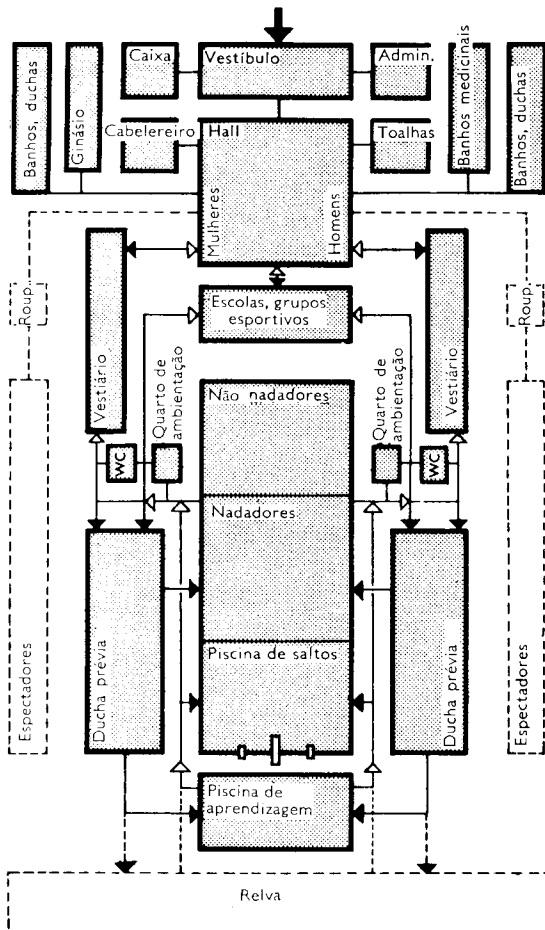 Caixa
Vestíbulo
Admin.
Banhos, duchas
Ginásio
Cabelereiro
Hall
Mulheres
Homens
Toalhas
Banhos medicinais
Banhos, duchas
Roup.
Vestiário
Escolas, grupos
esportivos
Vestiário
Roup.
Quarto de
ambientação
WC
Não nadadores
Quarto de
ambientação
WC
Nadadores
Espectadores
Ducha prévia
Piscina de saltos
Ducha prévia
Espectadores
Piscina de
aprendizagem
Relva